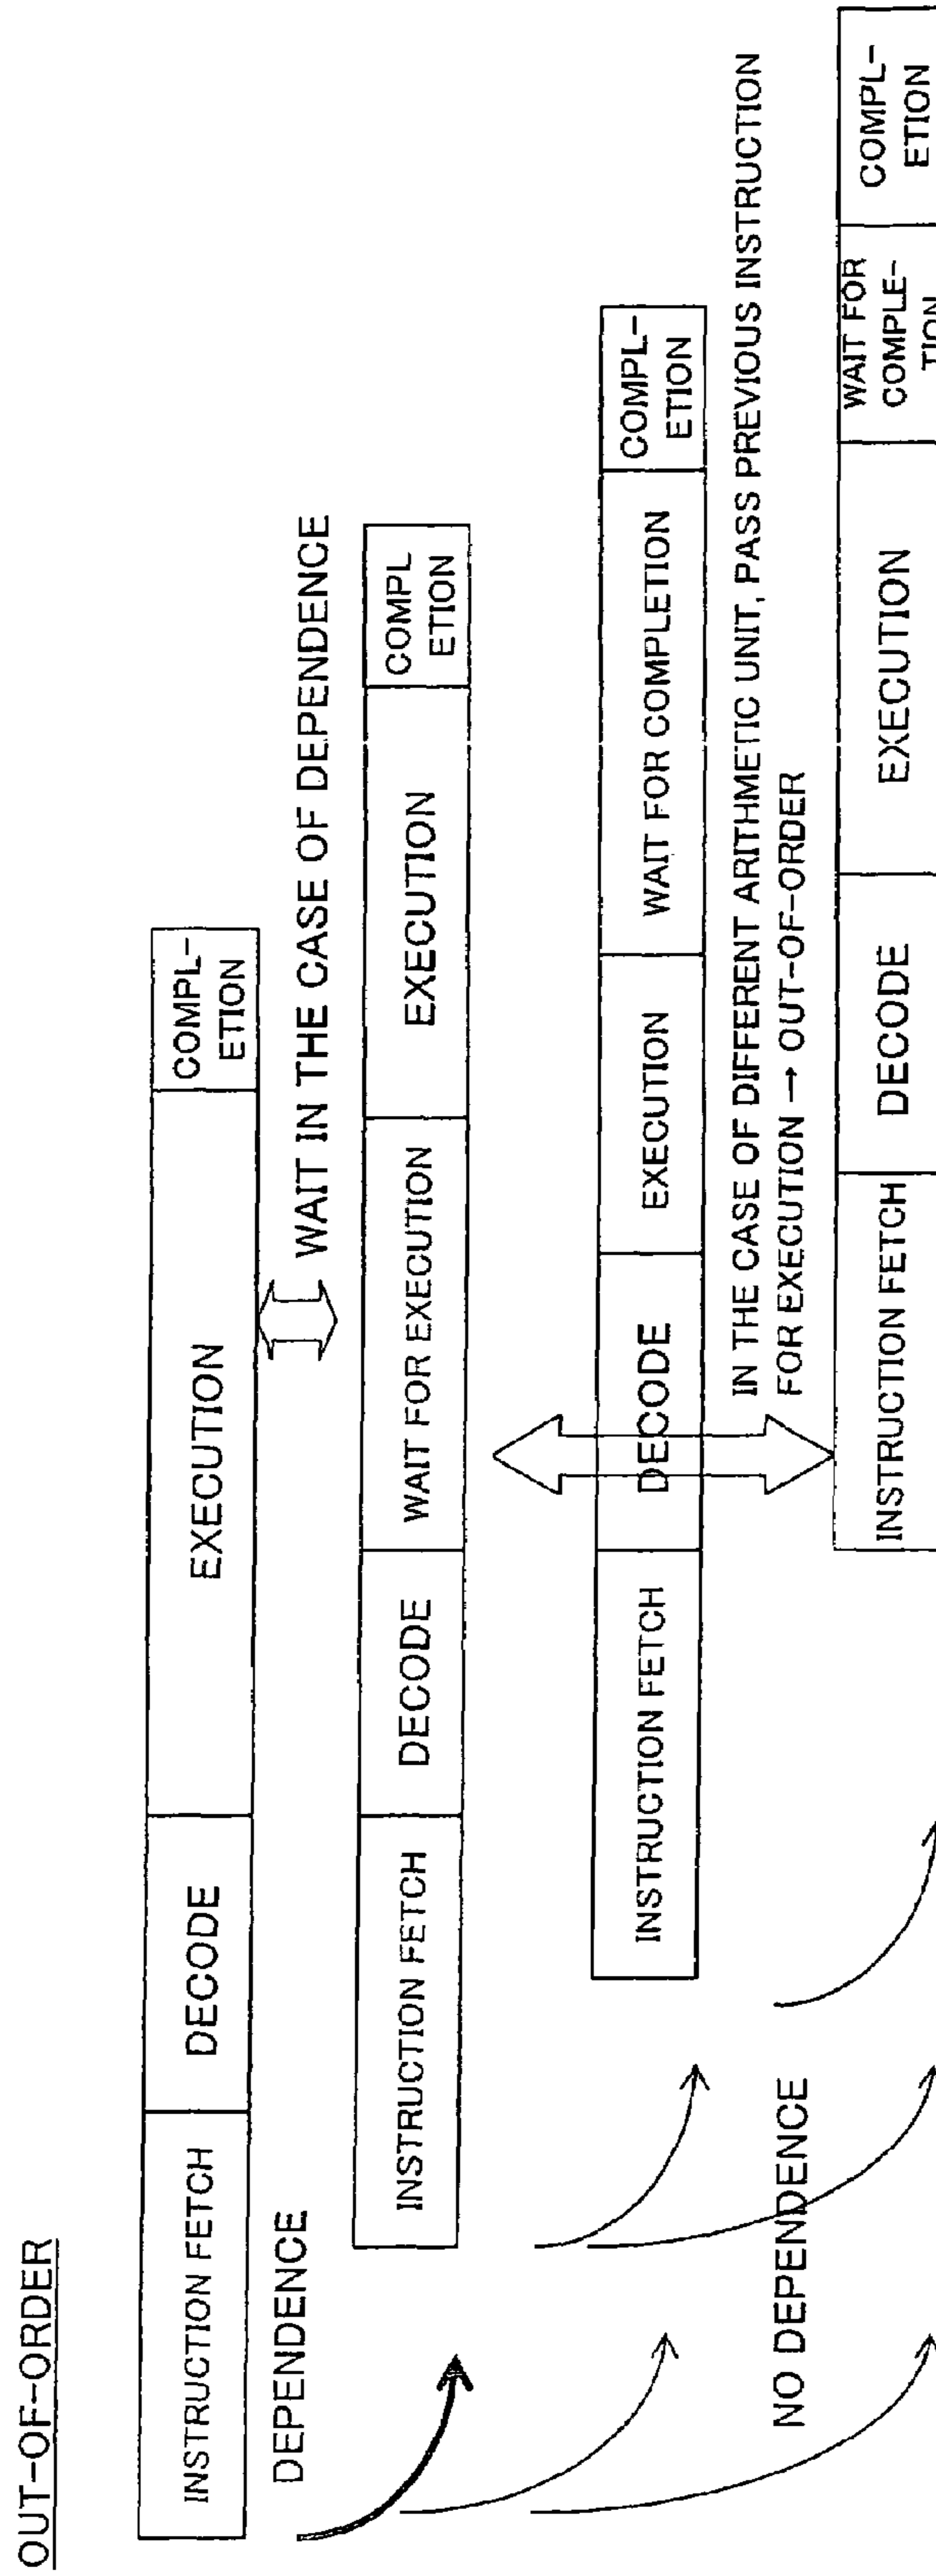 OUT-OF-ORDER
INSTRUCTION FETCH
DECODE
EXECUTION
COMPL-
ETION
DEPENDENCE
WAIT IN THE CASE OF DEPENDENCE
INSTRUCTION FETCH
DECODE
WAIT FOR EXECUTION
EXECUTION
COMPL
ETION
INSTRUCTION FETCH
DECODE
EXECUTION
WAIT FOR COMPLETION
COMPL-
ETION
NO DEPENDENCE
IN THE CASE OF DIFFERENT ARITHMETIC UNIT, PASS PREVIOUS INSTRUCTION
FOR EXECUTION → OUT-OF-ORDER
INSTRUCTION FETCH
DECODE
EXECUTION
WAIT FOR
COMPLE-
TION
COMPL-
ETION